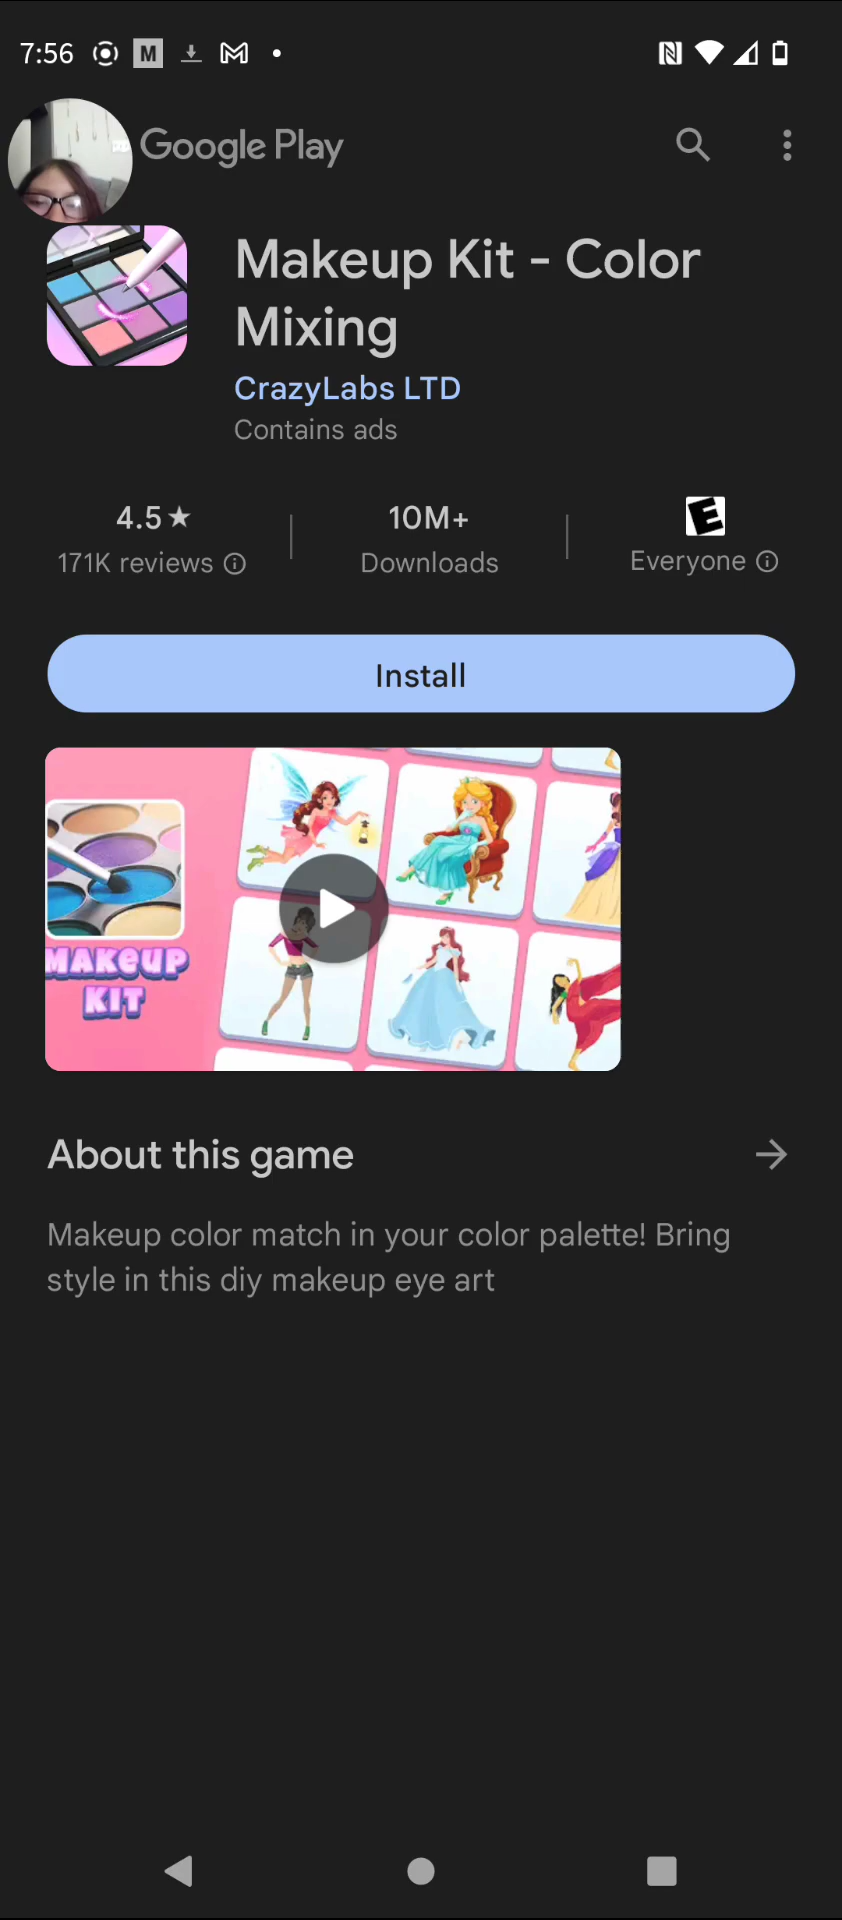 7:56
M
Google Play
Makeup Kit - Color
Mixing
CrazyLabs LTD
Contains ads
4.5★
171K reviews
10M+
Downloads
E
Everyone
Install
MAKeUP
KIT
About this game
Makeup color match in your color palette! Bring
style in this diy makeup eye art